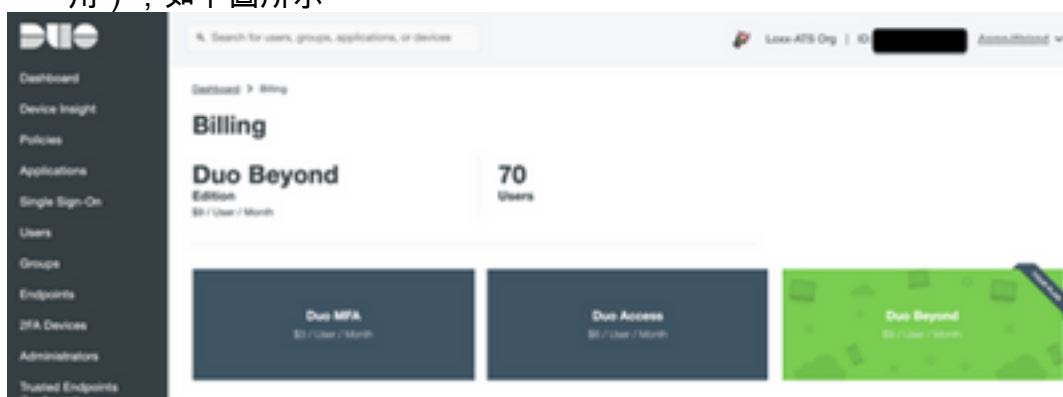 用），如下圖所示
DUO
Search for users, groups, applications, or devices
Loxx-ATS Org | ID
Dashboard
Device Insight
Policies
Applications
Single Sign-On
Users
Groups
Endpoints
2FA Devices
Administrators
Trusted Endpoints
Dashboard > Billing
Billing
Duo Beyond
Edition
$9 / User / Month
70
Users
Duo MFA
$3 / User / Month
Duo Access
$6 / User / Month
Duo Beyond
$9 / User / Month